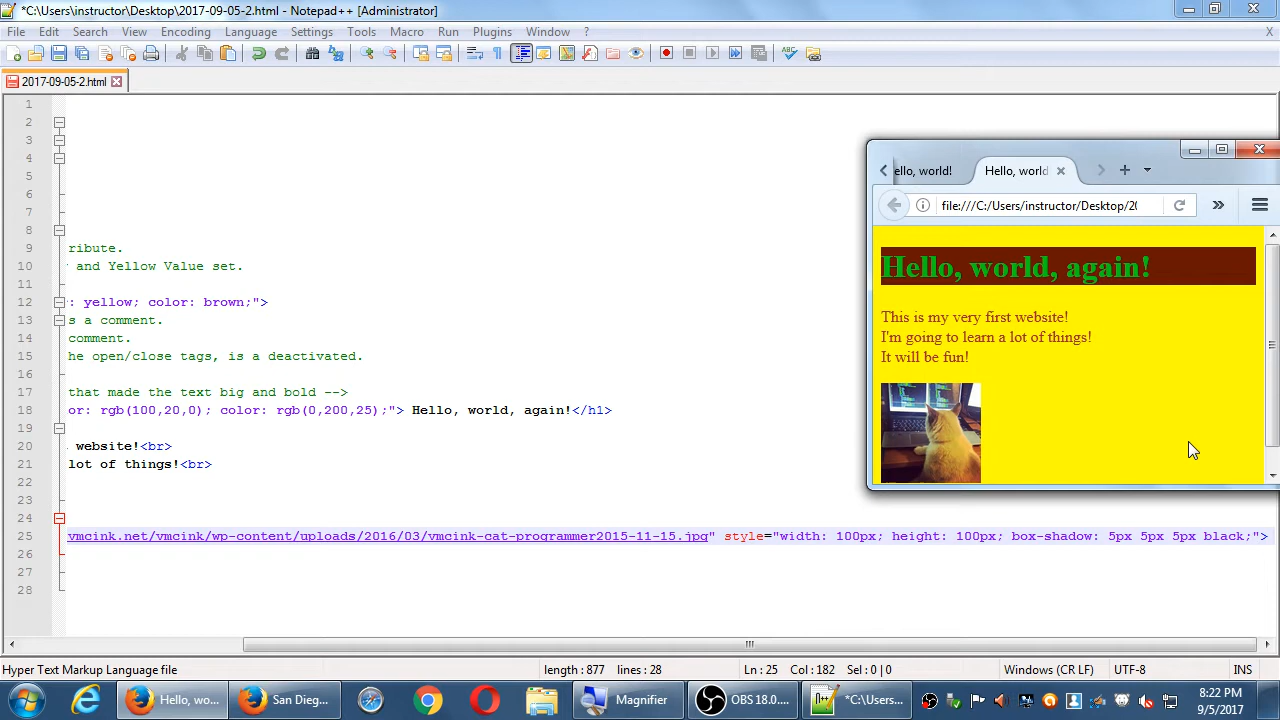 *C:\Users\instructor\Desktop\2017-09-05-2.html - Notepad++ [Administrator]
File Edit Search View Encoding Language Settings Tools Macro Run Plugins Window ? X
2017-09-05-2.html
1
2
3
4
5
6
7
8
9 ribute.
10 and Yellow Value set.
11
12 : yellow; color: brown;">
13 s a comment.
14 comment.
15 he open/close tags, is a deactivated.
16
17 that made the text big and bold -->
18 or: rgb(100,20,0); color: rgb(0,200,25);"> Hello, world, again!</h1>
19
20 website!<br>
21 lot of things!<br>
22
23
24
25 vmcink.net/vmcink/wp-content/uploads/2016/03/vmcink-cat-programmer2015-11-15.jpg" style="width: 100px; height: 100px; box-shadow: 5px 5px 5px black;">
26
27
28
ello, world! Hello, world
file:///C:/Users/instructor/Desktop/20
Hello, world, again!
This is my very first website!
I'm going to learn a lot of things!
It will be fun!
Hyper Text Markup Language file length : 877 lines : 28 Ln : 25 Col : 182 Sel : 0 | 0 Windows (CR LF) UTF-8 INS
Hello, wo... San Dieg... Magnifier OBS 18.0.... *C:\Users... 8:22 PM
9/5/2017